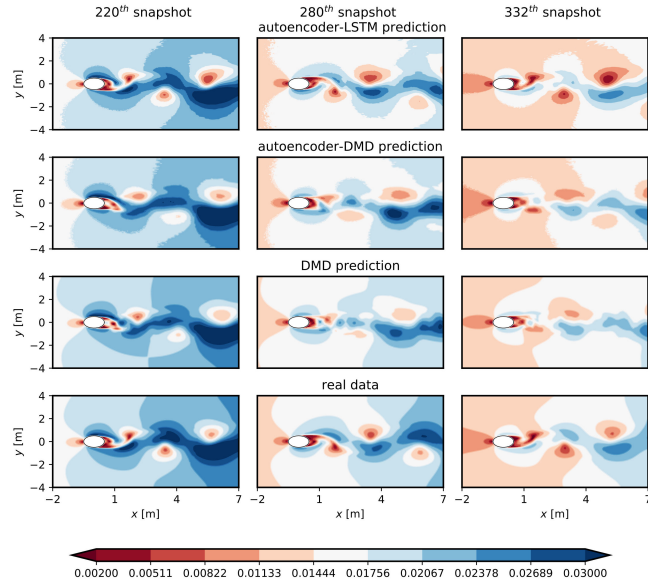 220th snapshot 280th snapshot 332th snapshot
autoencoder-LSTM prediction
4
2
0
−2
−4
y [m]
autoencoder-DMD prediction
4
2
0
−2
−4
y [m]
DMD prediction
4
2
0
−2
−4
y [m]
real data
4
2
0
−2
−4
y [m]
−2 1 4 7 −2 1 4 7 −2 1 4 7
x [m] x [m] x [m]
0.00200 0.00511 0.00822 0.01133 0.01444 0.01756 0.02067 0.02378 0.02689 0.03000